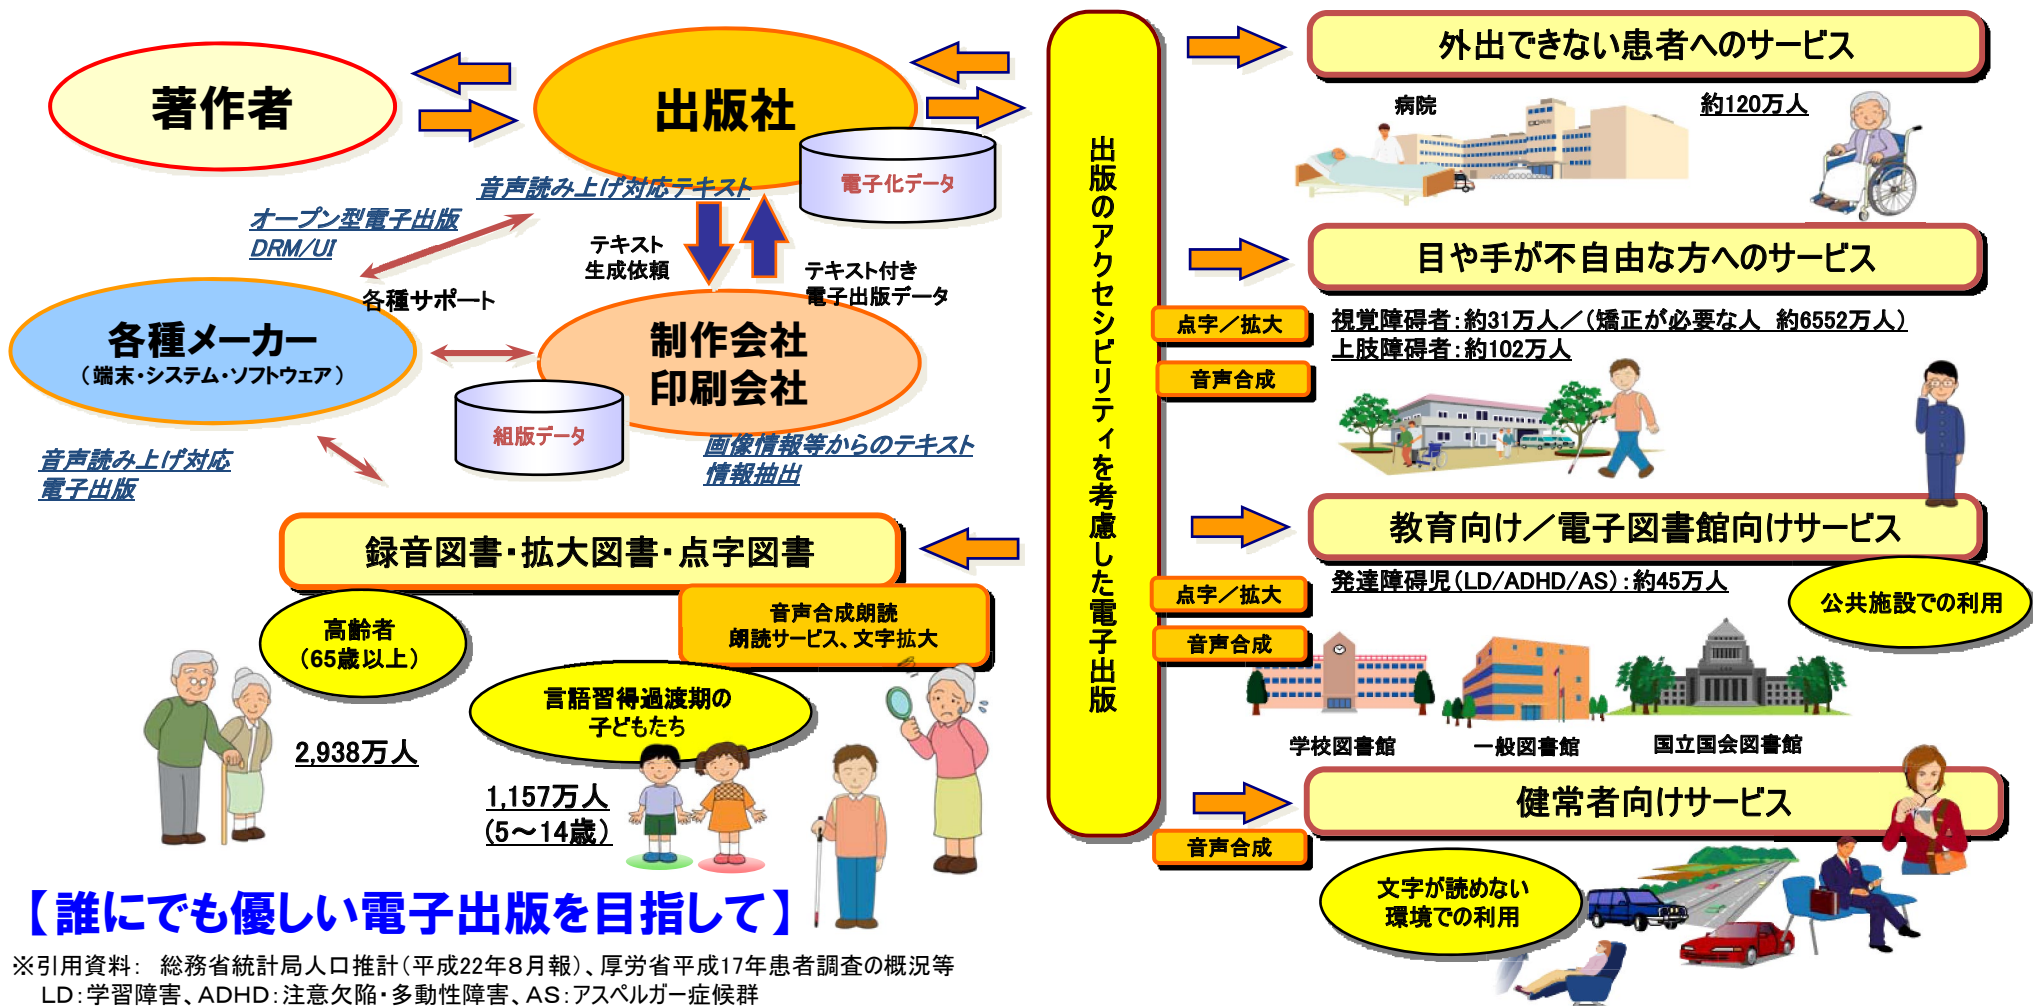 著作者
出版社
電子化データ
音声読み上げ対応テキスト
オープン型電子出版
DRM/UI
テキスト
生成依頼
テキスト付き
電子出版データ
各種サポート
各種メーカー
（端末・システム・ソフトウェア）
制作会社
印刷会社
組版データ
画像情報等からのテキスト
情報抽出
音声読み上げ対応
電子出版
録音図書・拡大図書・点字図書
音声合成朗読
朗読サービス、文字拡大
高齢者
（65歳以上）
2,938万人
言語習得過渡期の
子どもたち
1,157万人
(5～14歳）
【誰にでも優しい電子出版を目指して】
※引用資料：　総務省統計局人口推計（平成22年8月報）、厚労省平成17年患者調査の概況等
LD：学習障害、ADHD：注意欠陥・多動性障害、AS：アスペルガー症候群
出版のアクセシビリティを考慮した電子出版
外出できない患者へのサービス
病院
約120万人
目や手が不自由な方へのサービス
点字／拡大
音声合成
視覚障碍者：約31万人／（矯正が必要な人　約6552万人）
上肢障碍者：約102万人
教育向け／電子図書館向けサービス
点字／拡大
音声合成
発達障碍児（LD/ADHD/AS）：約45万人
公共施設での利用
学校図書館
一般図書館
国立国会図書館
健常者向けサービス
音声合成
文字が読めない
環境での利用